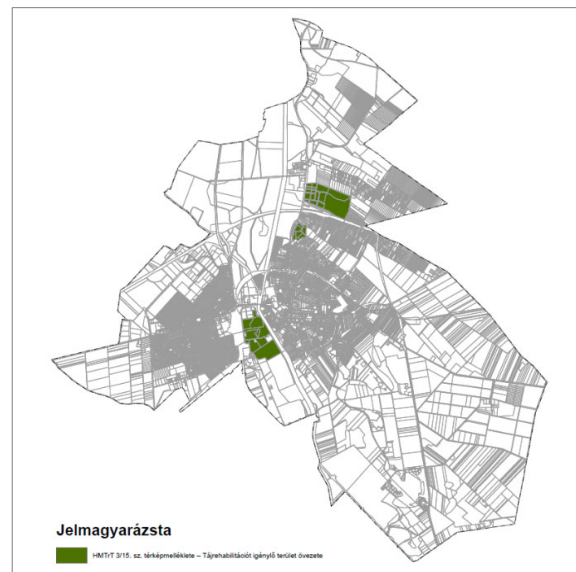 Jelmagyarázsta
HMTrT 3/15. sz. térképmelléklete – Tájrehabilitációt igénylő terület övezete